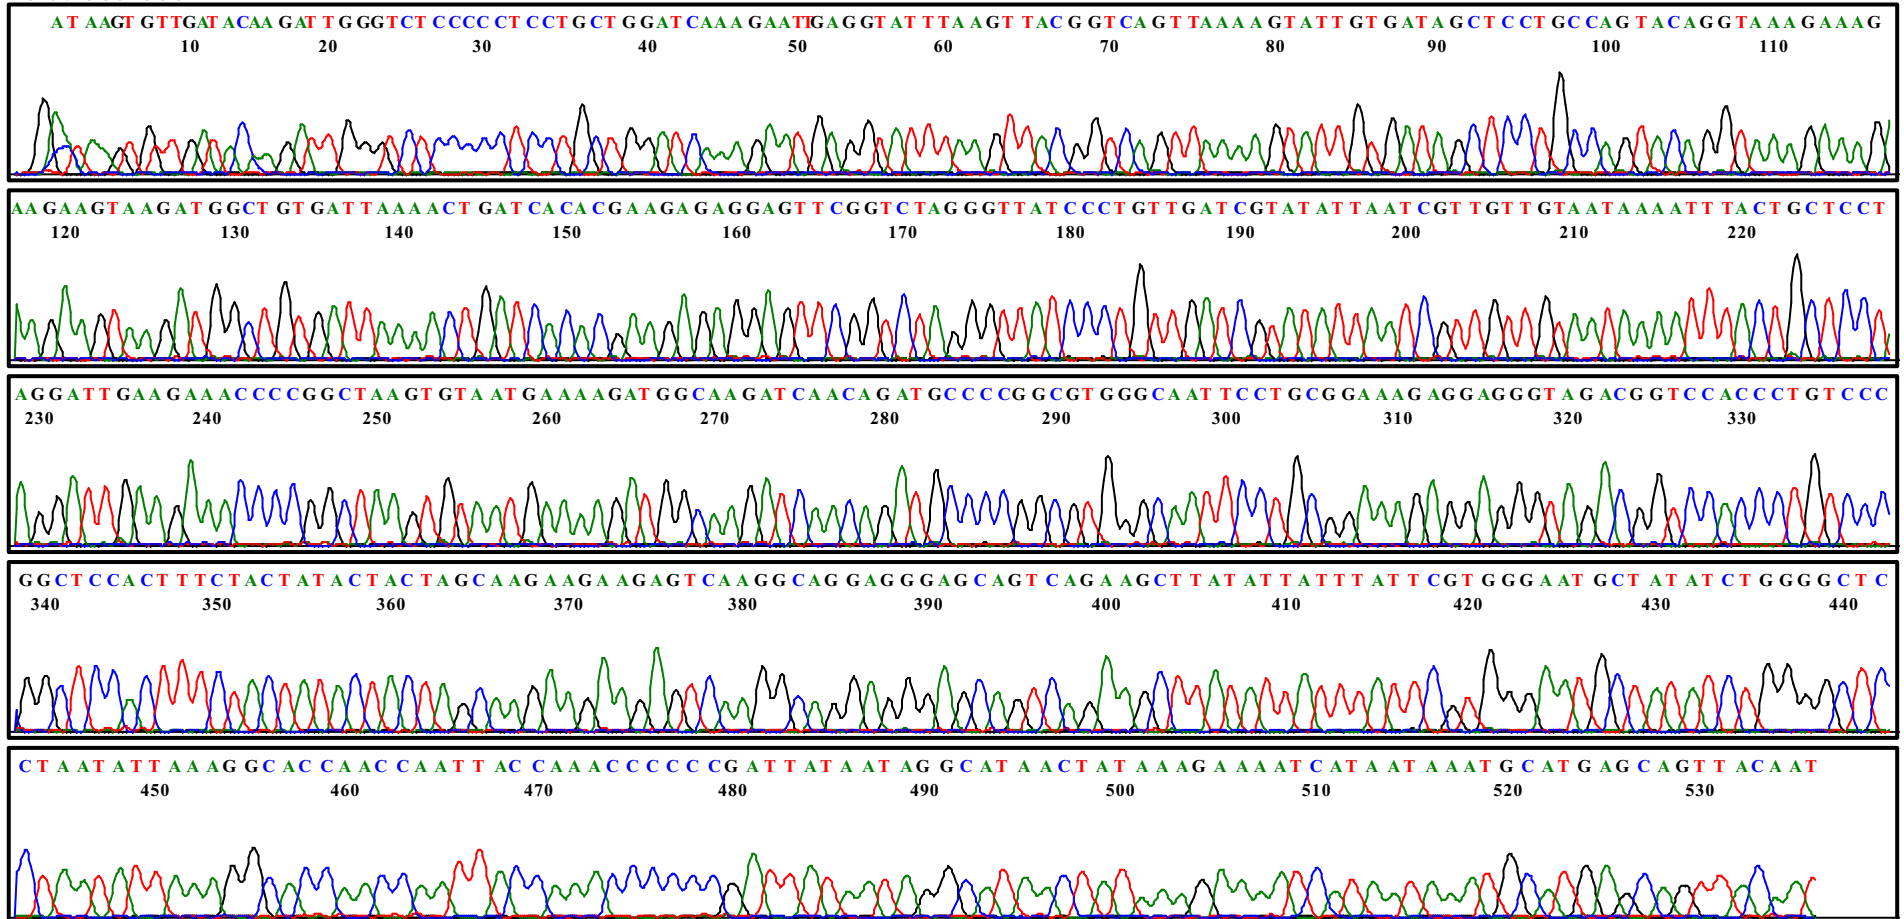 ATAAGTGTTGATACAAGATTGGGTCTCCCCCTCCTGCTGGATCAAAGAATTGAGGTATTTAAGTTACGGTCAGTTAAAAGTATTGTGATAGCTCCTGCCAGTACAGGTAAAGAAAG
10 20 30 40 50 60 70 80 90 100 110
AAGAAGTAAGATGGCTGTGATTAAAACTGATCACACGAAGAGAGGAGTTCGGTCTAGGGTTATCCCTGTTGATCGTATATTAATCGTTGTTGTAATAAAATTTACTGCTCCT
120 130 140 150 160 170 180 190 200 210 220
AGGATTGAAGAAACCCCGGCTAAGTGTAATGAAAAGATGGCAAGATCAACAGATGCCCCGGCGTGGGCAATTCCTGCGGAAAGAGGAGGGTAGACGGTCCACCCTGTCCC
230 240 250 260 270 280 290 300 310 320 330
GGCTCCACTTTCTACTATACTACTAGCAAGAAGAAGAGTCAAGGCAGGAGGGAGCAGTCAGAAGCTTATATTATTTATTCGTGGGAATGCTATATCTGGGGCTC
340 350 360 370 380 390 400 410 420 430 440
CTAATATTAAAGGCACCAACCAATTACCAAACCCCCCGATTATAATAGGCATAACTATAAAGAAAATCATAATAAATGCATGAGCAGTTACAAT
450 460 470 480 490 500 510 520 530